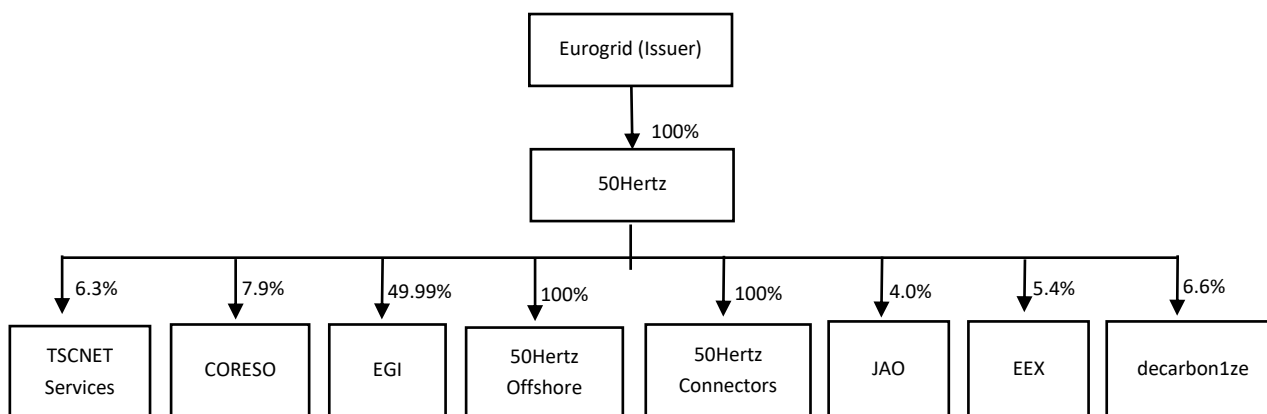 Eurogrid (Issuer)
100%
50Hertz
6.3%
7.9%
49.99%
100%
100%
4.0%
5.4%
6.6%
TSCNET
Services
CORESO
EGI
50Hertz
Offshore
50Hertz
Connectors
JAO
EEX
decarbon1ze